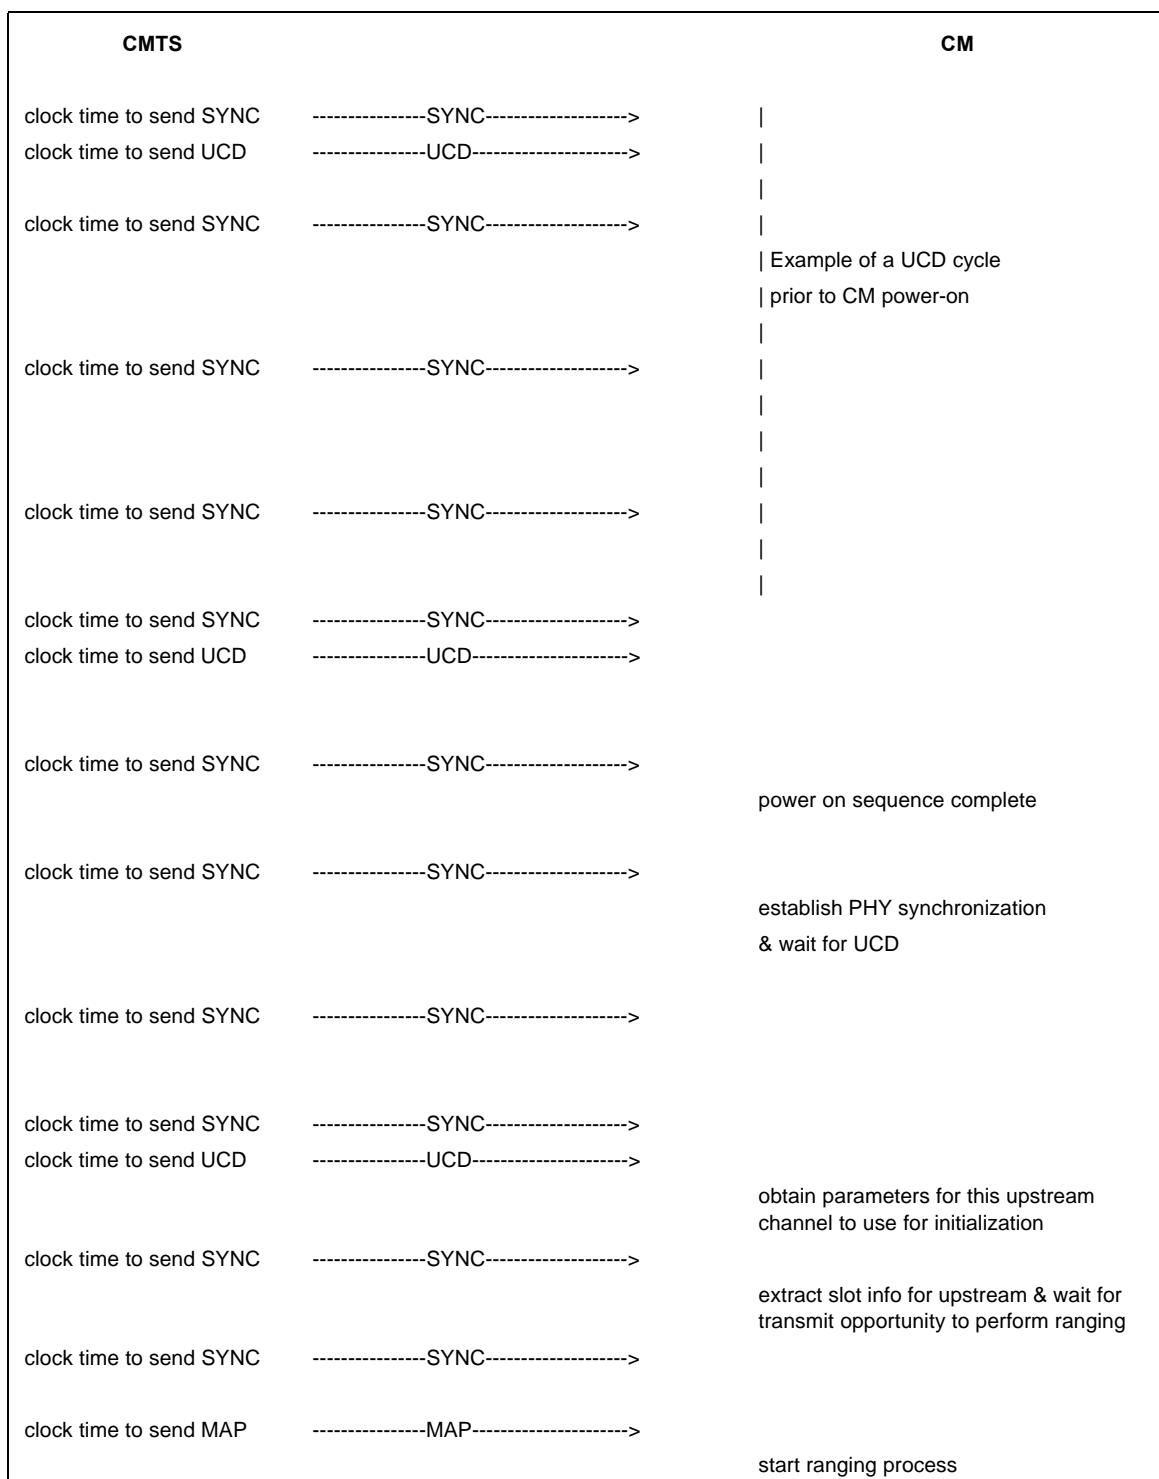 CMTS CM
clock time to send SYNC ----------------SYNC--------------------> |
clock time to send UCD ----------------UCD----------------------> |
|
clock time to send SYNC ----------------SYNC--------------------> |
| Example of a UCD cycle
| prior to CM power-on
|
clock time to send SYNC ----------------SYNC--------------------> |
|
|
|
clock time to send SYNC ----------------SYNC--------------------> |
|
|
clock time to send SYNC ----------------SYNC-------------------->
clock time to send UCD ----------------UCD---------------------->
clock time to send SYNC ----------------SYNC-------------------->
power on sequence complete
clock time to send SYNC ----------------SYNC-------------------->
establish PHY synchronization
& wait for UCD
clock time to send SYNC ----------------SYNC-------------------->
clock time to send SYNC ----------------SYNC-------------------->
clock time to send UCD ----------------UCD---------------------->
obtain parameters for this upstream
channel to use for initialization
clock time to send SYNC ----------------SYNC-------------------->
extract slot info for upstream & wait for
transmit opportunity to perform ranging
clock time to send SYNC ----------------SYNC-------------------->
clock time to send MAP ----------------MAP---------------------->
start ranging process